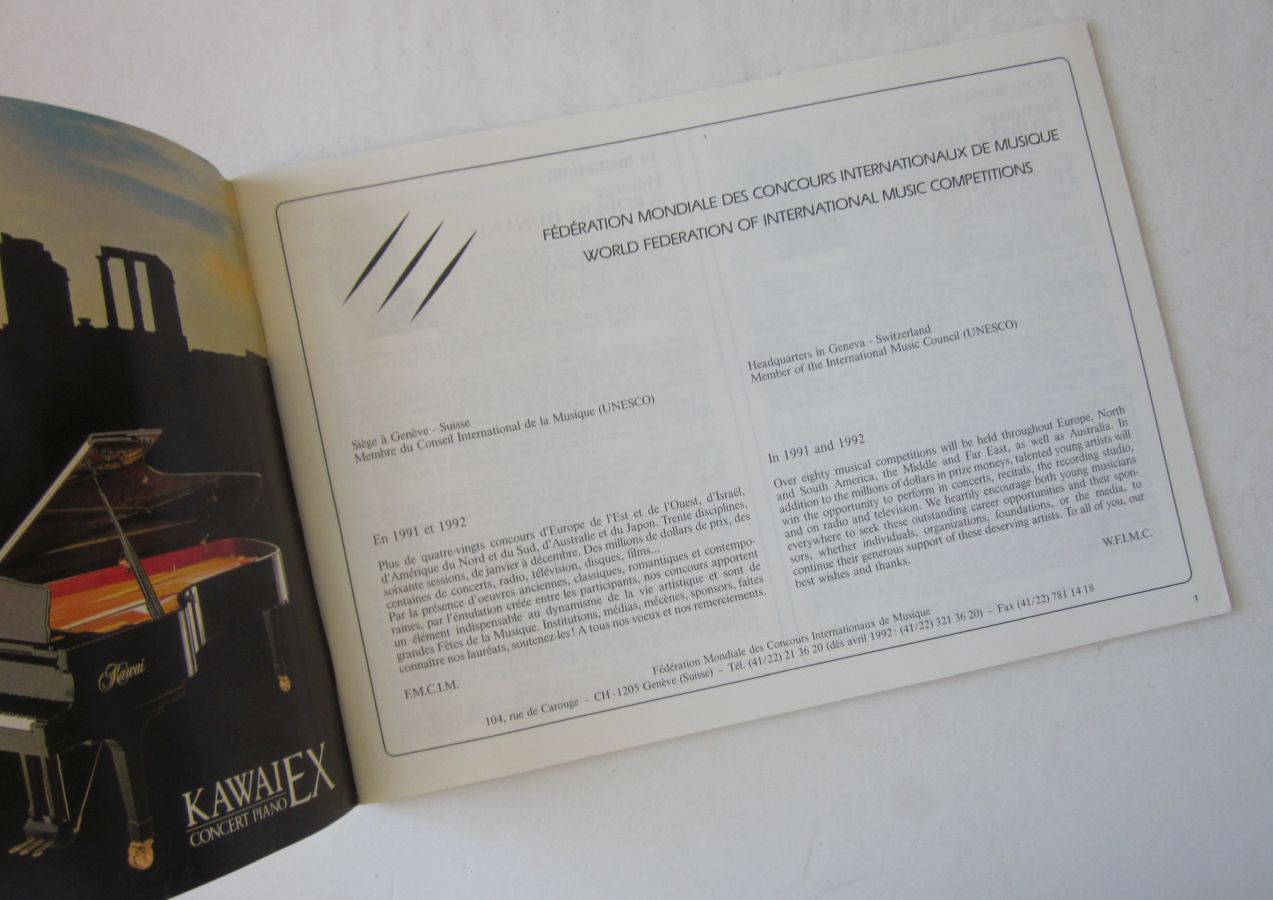 Kawai
KAWAI EX
CONCERT PIANO
FÉDÉRATION MONDIALE DES CONCOURS INTERNATIONAUX DE MUSIQUE
WORLD FEDERATION OF INTERNATIONAL MUSIC COMPETITIONS
Siège à Genève - Suisse
Membre du Conseil International de la Musique (UNESCO)
En 1991 et 1992
Plus de quatre-vingts concours d'Europe de l'Est et de l'Ouest, d'Israël,
d'Amérique du Nord et du Sud, d'Australie et du Japon. Trente disciplines,
soixante sessions, de janvier à décembre. Des millions de dollars de prix, des
centaines de concerts, radio, télévision, disques, films...
Par la présence d'oeuvres anciennes, classiques, romantiques et contempo-
raines, par l'émulation créée entre les participants, nos concours apportent
un élément indispensable au dynamisme de la vie artistique et sont de
grandes Fêtes de la Musique. Institutions, médias, mécènes, sponsors, faites
connaître nos lauréats, soutenez-les! A tous nos voeux et nos remerciements.
F.M.C.I.M.
Headquarters in Geneva - Switzerland
Member of the International Music Council (UNESCO)
In 1991 and 1992
Over eighty musical competitions will be held throughout Europe, North
and South America, the Middle and Far East, as well as Australia. In
addition to the millions of dollars in prize moneys, talented young artists will
win the opportunity to perform in concerts, recitals, the recording studio,
and on radio and television. We heartily encourage both young musicians
everywhere to seek these outstanding career opportunities and their spon-
sors, whether individuals, organizations, foundations, or the media, to
continue their generous support of these deserving artists. To all of you, our
best wishes and thanks.
W.F.I.M.C.
Fédération Mondiale des Concours Internationaux de Musique
104, rue de Carouge – CH-1205 Genève (Suisse) – Tél. (41/22) 21 36 20 (dès avril 1992: (41/22) 321 36 20) – Fax (41/22) 781 14 18
1